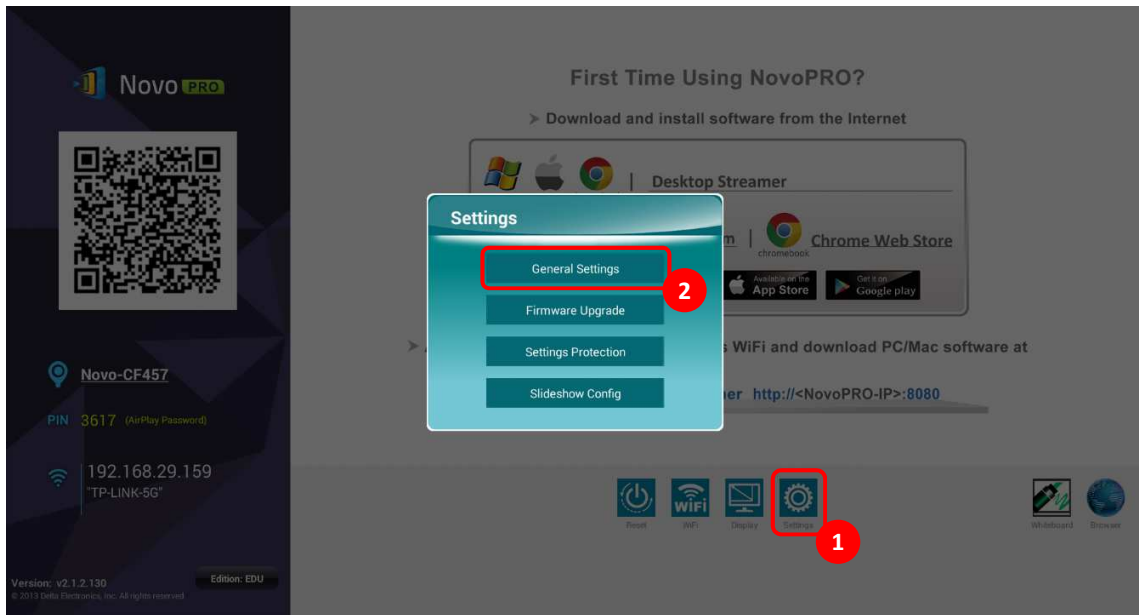 Novo PRO
Novo-CF457
PIN 3617 (AirPlay Password)
192.168.29.159
"TP-LINK-5G"
Version: v2.1.2.130
Edition: EDU
© 2013 Delta Electronics, Inc. All rights reserved.
First Time Using NovoPRO?
➤ Download and install software from the Internet
| Desktop Streamer
| Chrome Web Store
chromebook
Available on the
App Store
Get it on
Google play
WiFi and download PC/Mac software at
http://<NovoPRO-IP>:8080
Settings
General Settings
2
Firmware Upgrade
Settings Protection
Slideshow Config
WiFi
Reset
WiFi
Display
Settings
1
Whiteboard
Browser